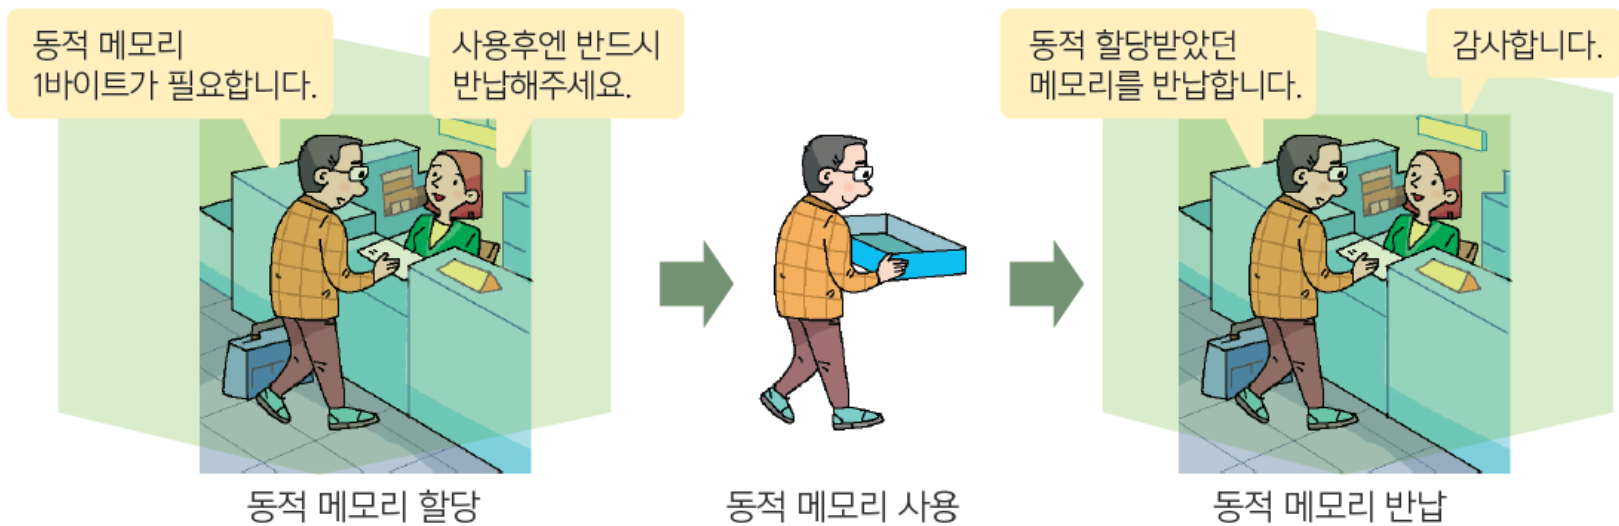 동적 메모리
1바이트가 필요합니다.
사용후엔 반드시
반납해주세요.
동적 할당받았던
메모리를 반납합니다.
감사합니다.
동적 메모리 할당
동적 메모리 사용
동적 메모리 반납